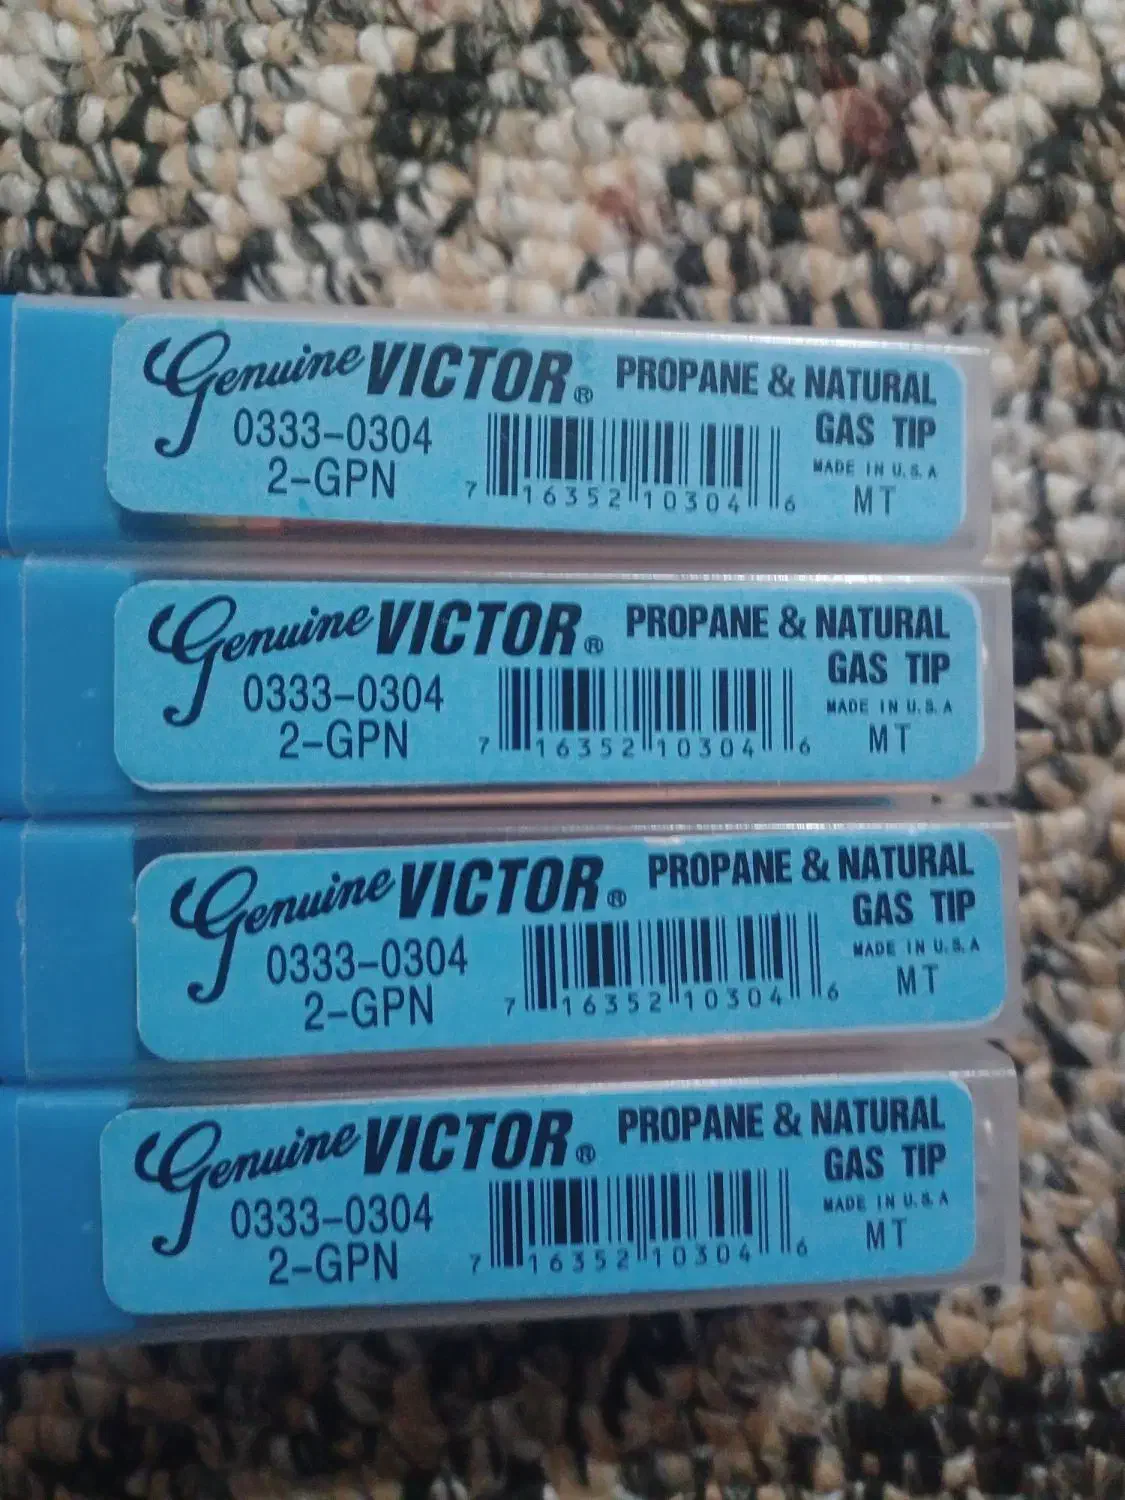 Genuine VICTOR® PROPANE & NATURAL
GAS TIP
0333-0304
2-GPN
7 16352 10304 6
MADE IN U.S.A
MT
Genuine VICTOR® PROPANE & NATURAL
GAS TIP
0333-0304
2-GPN
7 16352 10304 6
MADE IN U.S.A
MT
Genuine VICTOR® PROPANE & NATURAL
GAS TIP
0333-0304
2-GPN
7 16352 10304 6
MADE IN U.S.A
MT
Genuine VICTOR® PROPANE & NATURAL
GAS TIP
0333-0304
2-GPN
7 16352 10304 6
MADE IN U.S.A
MT